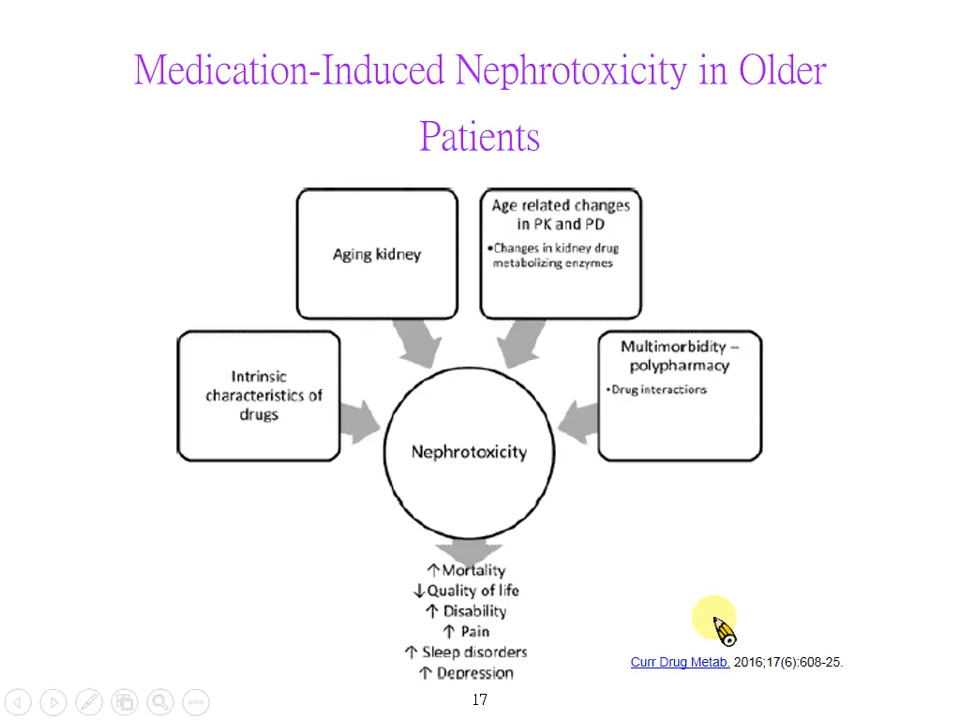 Medication-Induced Nephrotoxicity in Older
Patients
Aging kidney
Age related changes
in PK and PD
•Changes in kidney drug
metabolizing enzymes
Intrinsic
characteristics of
drugs
Multimorbidity –
polypharmacy
•Drug interactions
Nephrotoxicity
↑Mortality
↓Quality of life
↑ Disability
↑ Pain
↑ Sleep disorders
↑ Depression
Curr Drug Metab. 2016;17(6):608-25.
17